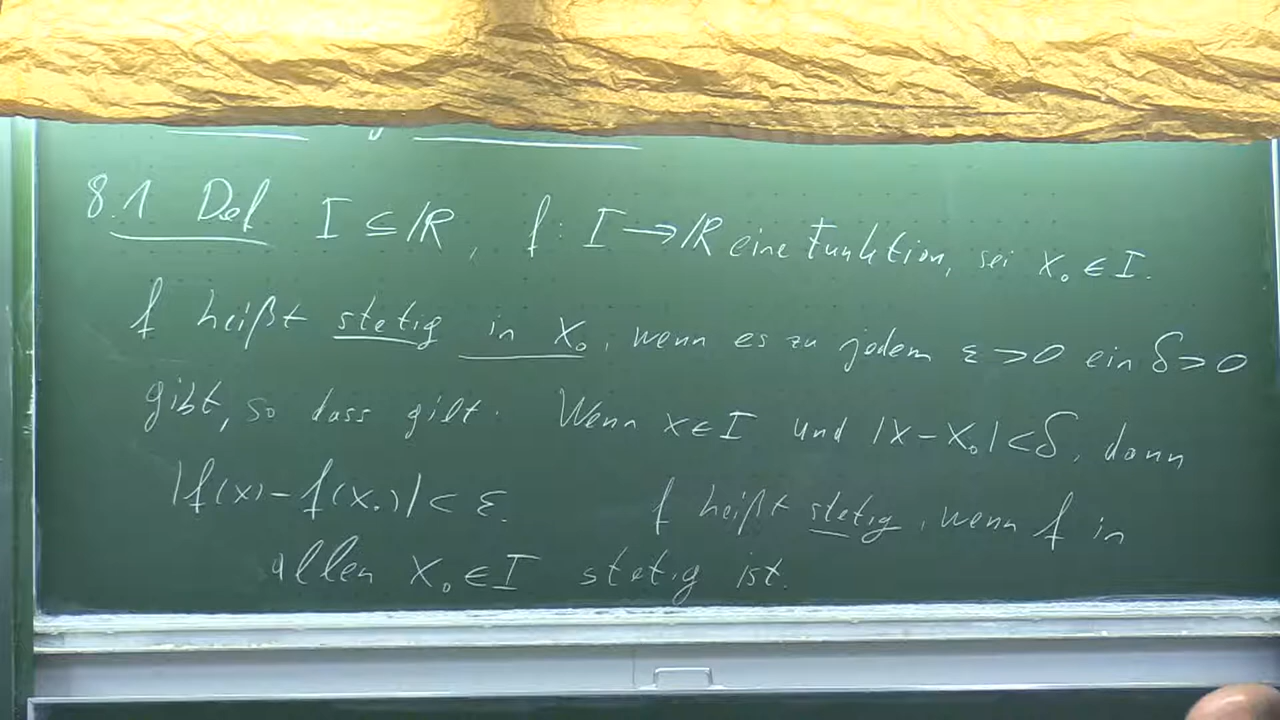 8.1 Def I ⊆ ℝ, f: I → ℝ eine Funktion, sei x₀ ∈ I.
f heißt stetig in x₀, wenn es zu jedem ε > 0 ein δ > 0
gibt, so dass gilt: Wenn x ∈ I und |x - x₀| < δ, dann
|f(x) - f(x₀)| < ε. f heißt stetig, wenn f in
allen x₀ ∈ I stetig ist.